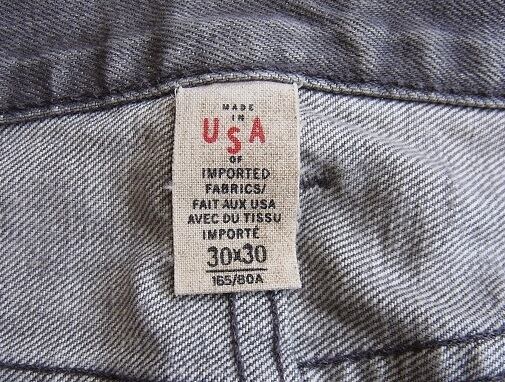 MADE
IN
USA
OF
IMPORTED
FABRICS/
FAIT AUX USA
AVEC DU TISSU
IMPORTÉ
30x30
165/80A